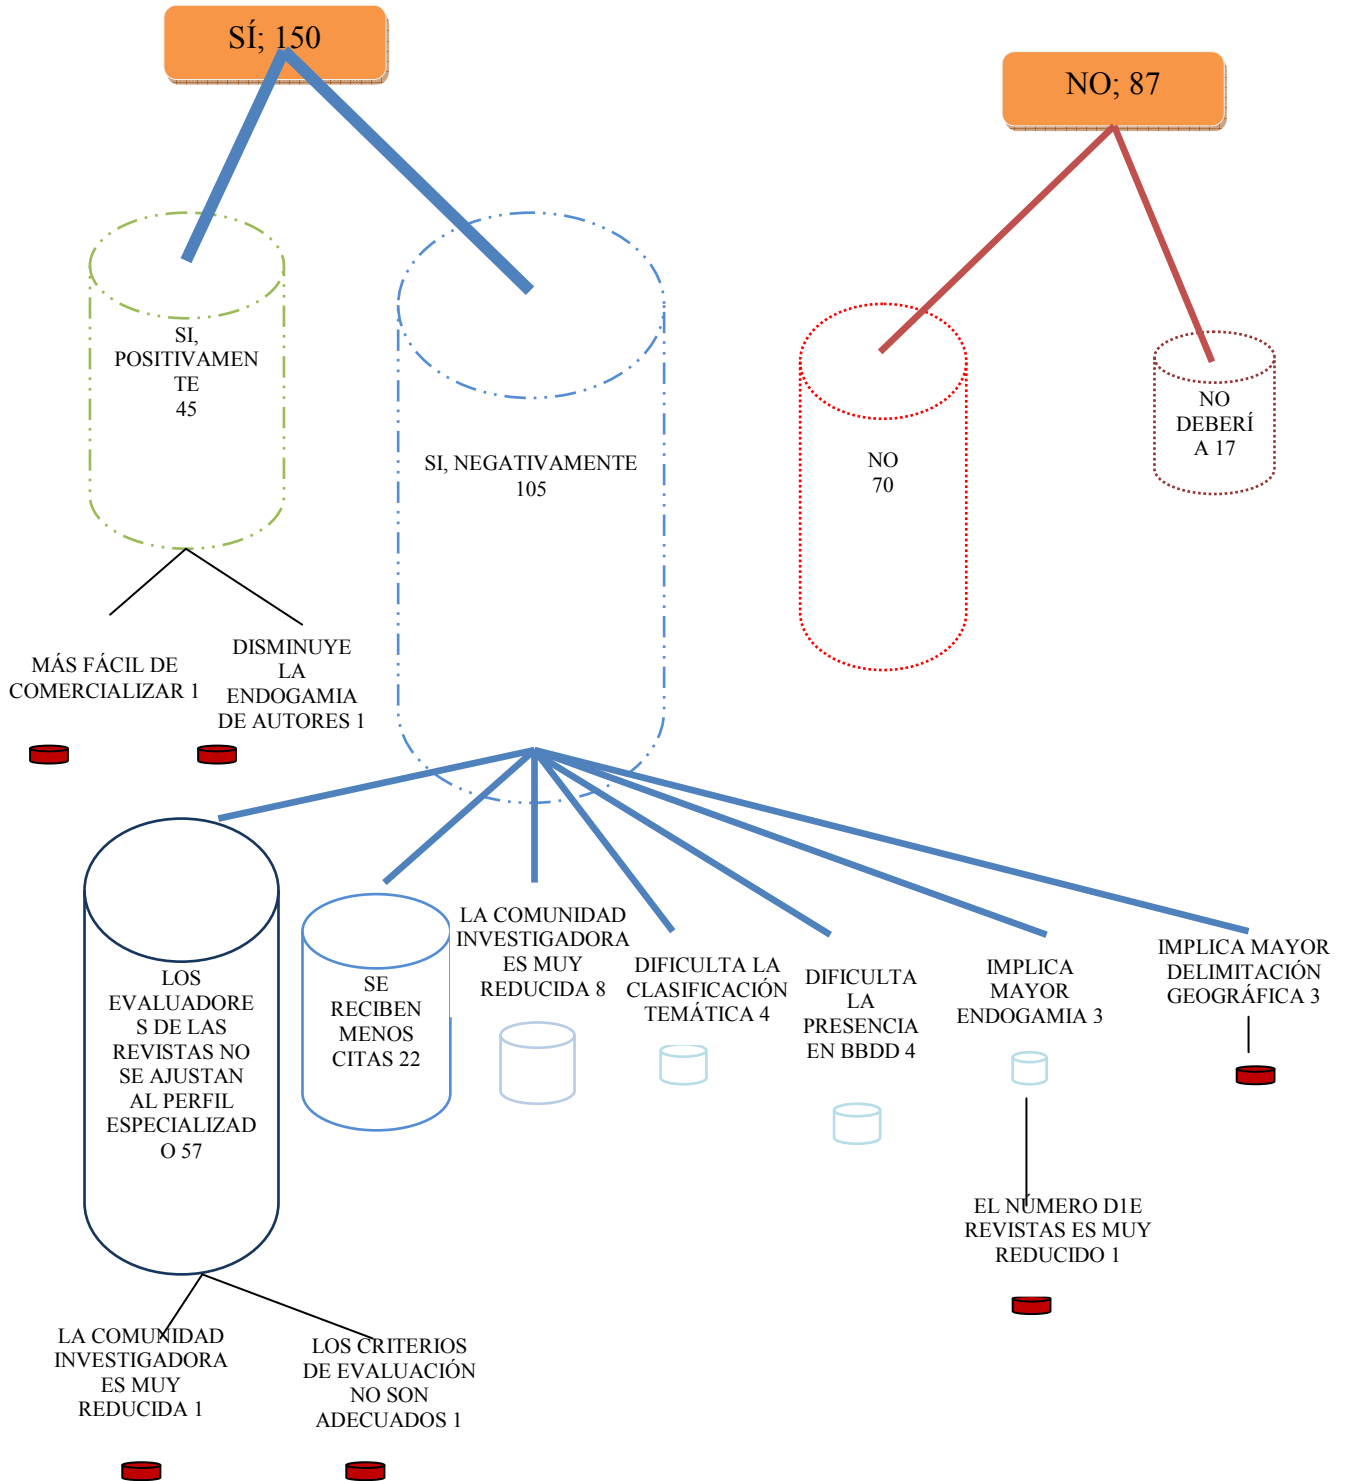 SÍ; 150
NO; 87
SI,
POSITIVAMEN
TE
45
SI, NEGATIVAMENTE
105
NO
70
NO
DEBERÍ
A 17
MÁS FÁCIL DE
COMERCIALIZAR 1
DISMINUYE
LA
ENDOGAMIA
DE AUTORES 1
LOS
EVALUADORE
S DE LAS
REVISTAS NO
SE AJUSTAN
AL PERFIL
ESPECIALIZAD
O 57
SE
RECIBEN
MENOS
CITAS 22
LA COMUNIDAD
INVESTIGADORA
ES MUY
REDUCIDA 8
DIFICULTA LA
CLASIFICACIÓN
TEMÁTICA 4
DIFICULTA
LA
PRESENCIA
EN BBDD 4
IMPLICA
MAYOR
ENDOGAMIA 3
IMPLICA MAYOR
DELIMITACIÓN
GEOGRÁFICA 3
EL NÚMERO D1E
REVISTAS ES MUY
REDUCIDO 1
LA COMUNIDAD
INVESTIGADORA
ES MUY
REDUCIDA 1
LOS CRITERIOS
DE EVALUACIÓN
NO SON
ADECUADOS 1